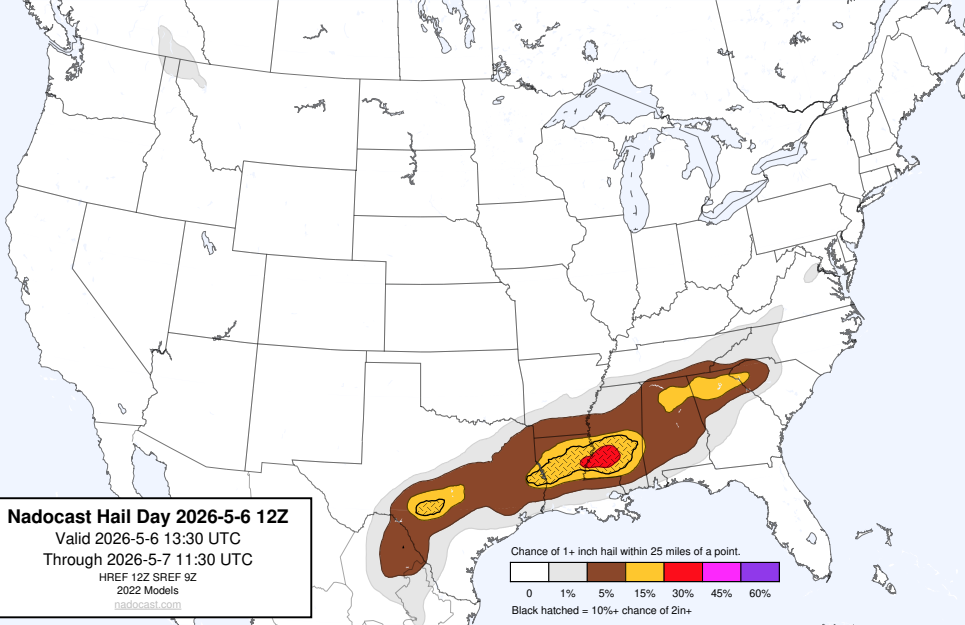 Nadocast Hail Day 2026-5-6 12Z
Valid 2026-5-6 13:30 UTC
Through 2026-5-7 11:30 UTC
HREF 12Z SREF 9Z
2022 Models
nadocast.com
Chance of 1+ inch hail within 25 miles of a point.
0 1% 5% 15% 30% 45% 60%
Black hatched = 10%+ chance of 2in+